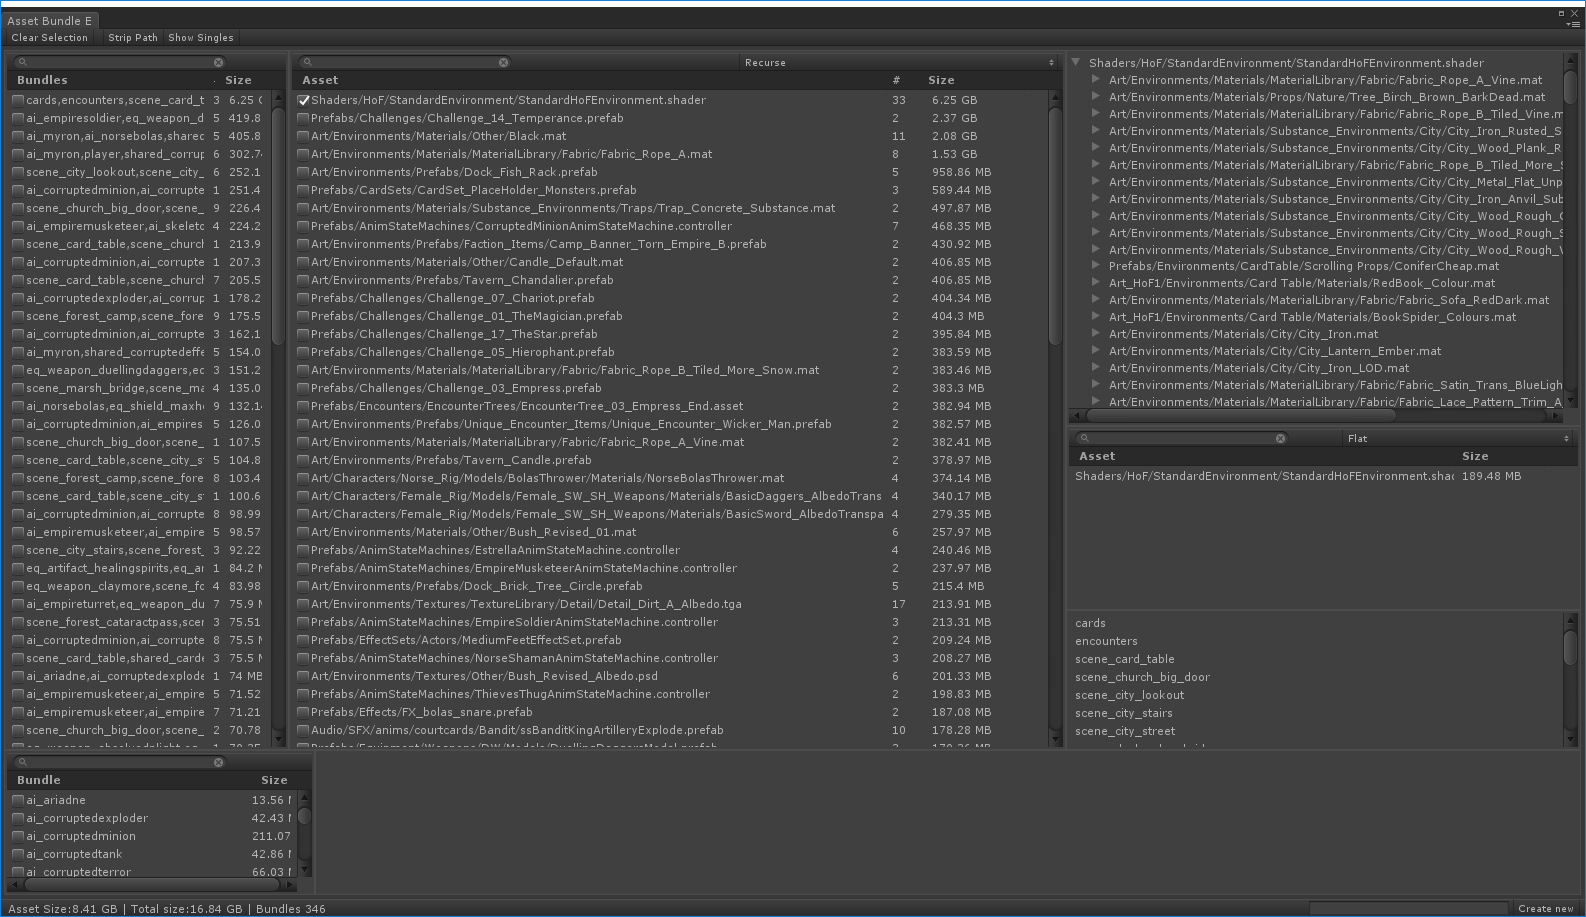 Asset Bundle E
Clear Selection Strip Path Show Singles
Bundles Size
cards,encounters,scene_card_t 3 6.25
ai_empiresoldier,eq_weapon_d 5 419.8
ai_myron,ai_norsebolas,shared 5 405.8
ai_myron,player,shared_corrup 6 302.7
scene_city_lookout,scene_city_ 6 252.1
ai_corruptedminion,ai_corrupte 1 251.4
scene_church_big_door,scene_ 9 226.4
ai_empiremusketeer,ai_skeleto 4 224.2
scene_card_table,scene_church 1 213.9
ai_corruptedminion,ai_corrupte 1 207.3
scene_card_table,scene_church 7 205.5
ai_corruptedexploder,ai_corrup 1 178.2
scene_forest_camp,scene_fore 9 175.5
ai_corruptedminion,ai_corrupte 3 162.1
ai_myron,shared_corruptedeffe 5 154.0
eq_weapon_duellingdaggers,ec 3 151.2
scene_marsh_bridge,scene_ma 4 135.0
ai_norsebolas,eq_shield_maxh 9 132.1
ai_corruptedminion,ai_empires 5 126.0
scene_church_big_door,scene_ 1 107.5
scene_card_table,scene_city_s 5 104.8
scene_forest_camp,scene_fore 8 103.4
scene_card_table,scene_city_s 1 100.6
ai_corruptedminion,ai_corrupte 8 98.99
ai_empiremusketeer,ai_empire 5 98.57
scene_city_stairs,scene_forest_ 3 92.22
eq_artifact_healingspirits,eq_ar 1 84.2
eq_weapon_claymore,scene_fc 4 83.98
ai_empireturret,eq_weapon_du 7 75.9
scene_forest_cataractpass,scen 3 75.51
ai_corruptedminion,ai_corrupte 8 75.5
scene_card_table,shared_carde 3 75.5
ai_ariadne,ai_corruptedexplode 1 74 MB
ai_empiremusketeer,ai_empire 5 71.52
ai_empiremusketeer,ai_empire 7 71.21
scene_church_big_door,scene_ 2 70.78
Recurse
Asset # Size
Shaders/HoF/StandardEnvironment/StandardHoFEnvironment.shader 33 6.25 GB
Prefabs/Challenges/Challenge_14_Temperance.prefab 2 2.37 GB
Art/Environments/Materials/Other/Black.mat 11 2.08 GB
Art/Environments/Materials/MaterialLibrary/Fabric/Fabric_Rope_A.mat 8 1.53 GB
Art/Environments/Prefabs/Dock_Fish_Rack.prefab 5 958.86 MB
Prefabs/CardSets/CardSet_PlaceHolder_Monsters.prefab 3 589.44 MB
Art/Environments/Materials/Substance_Environments/Traps/Trap_Concrete_Substance.mat 2 497.87 MB
Prefabs/AnimStateMachines/CorruptedMinionAnimStateMachine.controller 7 468.35 MB
Art/Environments/Prefabs/Faction_Items/Camp_Banner_Torn_Empire_B.prefab 2 430.92 MB
Art/Environments/Materials/Other/Candle_Default.mat 2 406.85 MB
Art/Environments/Prefabs/Tavern_Chandalier.prefab 2 406.85 MB
Prefabs/Challenges/Challenge_07_Chariot.prefab 2 404.34 MB
Prefabs/Challenges/Challenge_01_TheMagician.prefab 2 404.3 MB
Prefabs/Challenges/Challenge_17_TheStar.prefab 2 395.84 MB
Prefabs/Challenges/Challenge_05_Hierophant.prefab 2 383.59 MB
Art/Environments/Materials/MaterialLibrary/Fabric/Fabric_Rope_B_Tiled_More_Snow.mat 2 383.46 MB
Prefabs/Challenges/Challenge_03_Empress.prefab 2 383.3 MB
Prefabs/Encounters/EncounterTrees/EncounterTree_03_Empress_End.asset 2 382.94 MB
Art/Environments/Prefabs/Unique_Encounter_Items/Unique_Encounter_Wicker_Man.prefab 2 382.57 MB
Art/Environments/Materials/MaterialLibrary/Fabric/Fabric_Rope_A_Vine.mat 2 382.41 MB
Art/Environments/Prefabs/Tavern_Candle.prefab 2 378.97 MB
Art/Characters/Norse_Rig/Models/BolasThrower/Materials/NorseBolasThrower.mat 4 374.14 MB
Art/Characters/Female_Rig/Models/Female_SW_SH_Weapons/Materials/BasicDaggers_AlbedoTrans 4 340.17 MB
Art/Characters/Female_Rig/Models/Female_SW_SH_Weapons/Materials/BasicSword_AlbedoTranspa 4 279.35 MB
Art/Environments/Materials/Other/Bush_Revised_01.mat 6 257.97 MB
Prefabs/AnimStateMachines/EstrellaAnimStateMachine.controller 4 240.46 MB
Prefabs/AnimStateMachines/EmpireMusketeerAnimStateMachine.controller 2 237.97 MB
Art/Environments/Prefabs/Dock_Brick_Tree_Circle.prefab 5 215.4 MB
Art/Environments/Textures/TextureLibrary/Detail/Detail_Dirt_A_Albedo.tga 17 213.91 MB
Prefabs/AnimStateMachines/EmpireSoldierAnimStateMachine.controller 3 213.31 MB
Prefabs/EffectSets/Actors/MediumFeetEffectSet.prefab 2 209.24 MB
Prefabs/AnimStateMachines/NorseShamanAnimStateMachine.controller 3 208.27 MB
Art/Environments/Textures/Other/Bush_Revised_Albedo.psd 6 201.33 MB
Prefabs/AnimStateMachines/ThievesThugAnimStateMachine.controller 2 198.83 MB
Prefabs/Effects/FX_bolas_snare.prefab 2 187.08 MB
Audio/SFX/anims/courtcards/Bandit/ssBanditKingArtilleryExplode.prefab 10 178.28 MB
Shaders/HoF/StandardEnvironment/StandardHoFEnvironment.shader
Art/Environments/Materials/MaterialLibrary/Fabric/Fabric_Rope_A_Vine.mat
Art/Environments/Materials/Props/Nature/Tree_Birch_Brown_BarkDead.mat
Art/Environments/Materials/MaterialLibrary/Fabric/Fabric_Rope_B_Tiled_Vine.m
Art/Environments/Materials/Substance_Environments/City/City_Iron_Rusted_S
Art/Environments/Materials/Substance_Environments/City/City_Wood_Plank_R
Art/Environments/Materials/MaterialLibrary/Fabric/Fabric_Rope_B_Tiled_More_S
Art/Environments/Materials/Substance_Environments/City/City_Metal_Flat_Unp
Art/Environments/Materials/Substance_Environments/City/City_Iron_Anvil_Sub
Art/Environments/Materials/Substance_Environments/City/City_Wood_Rough_
Art/Environments/Materials/Substance_Environments/City/City_Wood_Rough_S
Art/Environments/Materials/Substance_Environments/City/City_Wood_Rough_V
Prefabs/Environments/CardTable/Scrolling Props/ConiferCheap.mat
Art_HoF1/Environments/Card Table/Materials/RedBook_Colour.mat
Art/Environments/Materials/MaterialLibrary/Fabric/Fabric_Sofa_RedDark.mat
Art_HoF1/Environments/Card Table/Materials/BookSpider_Colours.mat
Art/Environments/Materials/City/City_Iron.mat
Art/Environments/Materials/City/City_Lantern_Ember.mat
Art/Environments/Materials/City/City_Iron_LOD.mat
Art/Environments/Materials/MaterialLibrary/Fabric/Fabric_Satin_Trans_BlueLigh
Art/Environments/Materials/MaterialLibrary/Fabric/Fabric_Lace_Pattern_Trim_A
Flat
Asset Size
Shaders/HoF/StandardEnvironment/StandardHoFEnvironment.shac 189.48 MB
cards
encounters
scene_card_table
scene_church_big_door
scene_city_lookout
scene_city_stairs
scene_city_street
Bundle Size
ai_ariadne 13.56
ai_corruptedexploder 42.43
ai_corruptedminion 211.07
ai_corruptedtank 42.86
ai_corruptedterror 66.03
Asset Size:8.41 GB | Total size:16.84 GB | Bundles 346
Create new